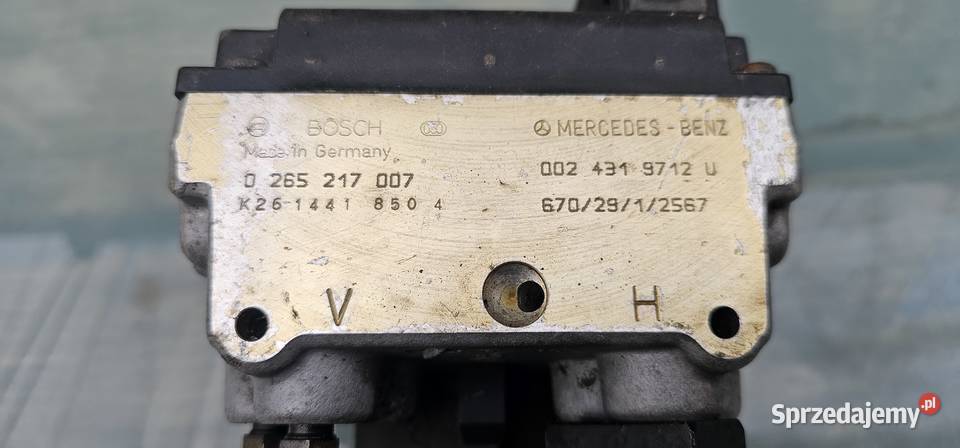 BOSCH
Made in Germany
0 265 217 007
K26-1441 850 4
MERCEDES-BENZ
002 431 9712 U
670/29/1/2567
V
H
Sprzedajemy.pl